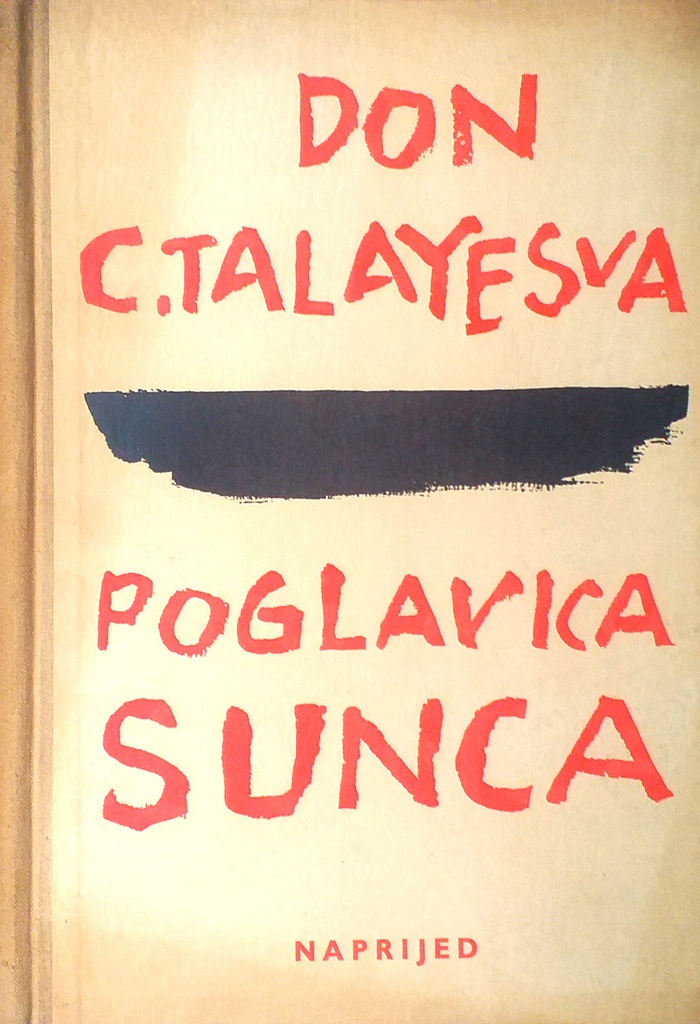 DON
C. TALAYESVA
POGLAVICA
SUNCA
NAPRIJED